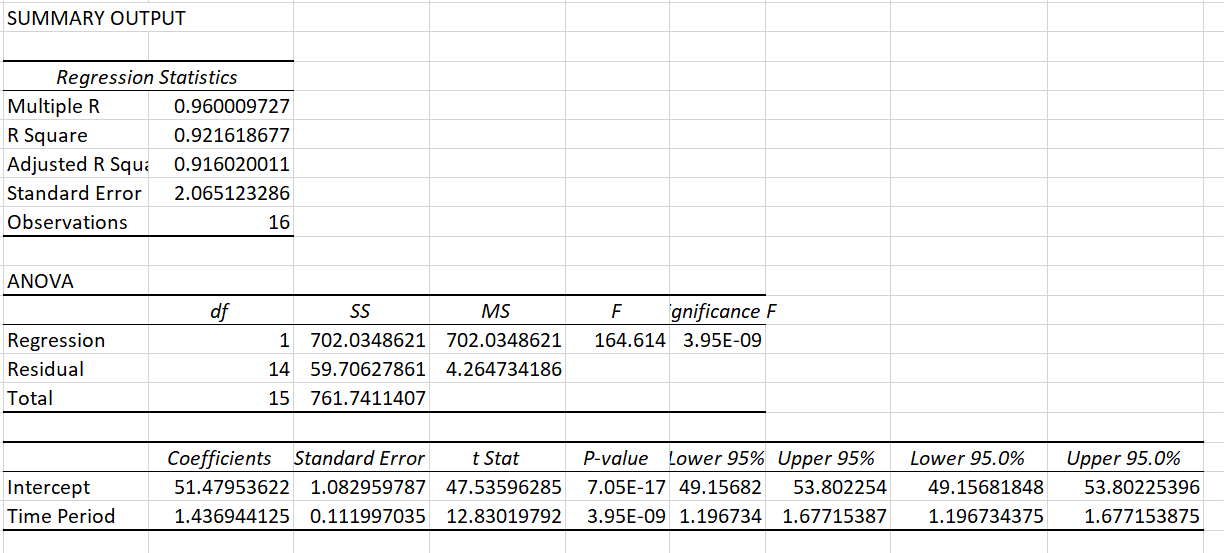 SUMMARY OUTPUT
Regression Statistics
Multiple R 0.960009727
R Square 0.921618677
Adjusted R Squa 0.916020011
Standard Error 2.065123286
Observations 16
ANOVA
df SS MS F ignificance F
Regression 1 702.0348621 702.0348621 164.614 3.95E-09
Residual 14 59.70627861 4.264734186
Total 15 761.7411407
Coefficients Standard Error t Stat P-value Lower 95% Upper 95% Lower 95.0% Upper 95.0%
Intercept 51.47953622 1.082959787 47.53596285 7.05E-17 49.15682 53.802254 49.15681848 53.80225396
Time Period 1.436944125 0.111997035 12.83019792 3.95E-09 1.196734 1.67715387 1.196734375 1.677153875